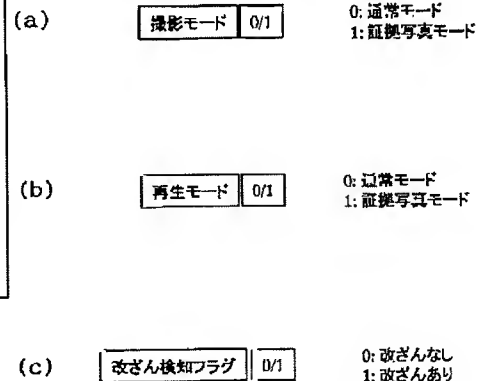 (a) 撮影モード 0/1 0: 通常モード
1: 証拠写真モード
(b) 再生モード 0/1 0: 通常モード
1: 証拠写真モード
(c) 改ざん検知フラグ 0/1 0: 改ざんなし
1: 改ざんあり